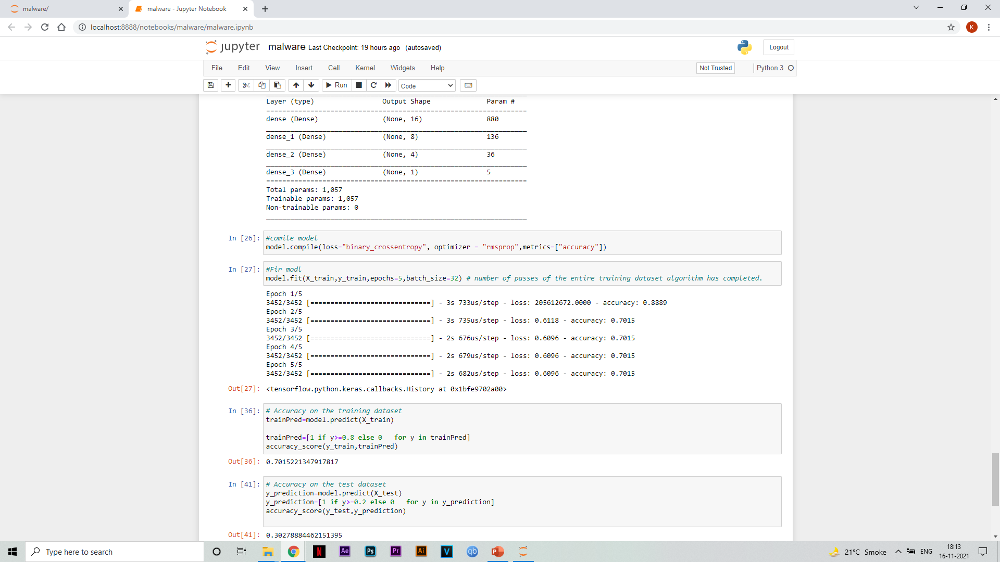 malware/
malware - Jupyter Notebook
localhost:8888/notebooks/malware/malware.ipynb
K
jupyter malware Last Checkpoint: 19 hours ago (autosaved)
Logout
File Edit View Insert Cell Kernel Widgets Help
Not Trusted
Python 3
Run
Code
Layer (type) Output Shape Param #
=================================================================
dense (Dense) (None, 16) 880
_________________________________________________________________
dense_1 (Dense) (None, 8) 136
_________________________________________________________________
dense_2 (Dense) (None, 4) 36
_________________________________________________________________
dense_3 (Dense) (None, 1) 5
=================================================================
Total params: 1,057
Trainable params: 1,057
Non-trainable params: 0
_________________________________________________________________
In [26]: #comile model
model.compile(loss="binary_crossentropy", optimizer = "rmsprop",metrics=["accuracy"])
In [27]: #Fir modl
model.fit(X_train,y_train,epochs=5,batch_size=32) # number of passes of the entire training dataset algorithm has completed.
Epoch 1/5
3452/3452 [==============================] - 3s 733us/step - loss: 205612672.0000 - accuracy: 0.8889
Epoch 2/5
3452/3452 [==============================] - 3s 735us/step - loss: 0.6118 - accuracy: 0.7015
Epoch 3/5
3452/3452 [==============================] - 2s 676us/step - loss: 0.6096 - accuracy: 0.7015
Epoch 4/5
3452/3452 [==============================] - 2s 679us/step - loss: 0.6096 - accuracy: 0.7015
Epoch 5/5
3452/3452 [==============================] - 2s 682us/step - loss: 0.6096 - accuracy: 0.7015
Out[27]: <tensorflow.python.keras.callbacks.History at 0x1bfe9702a00>
In [36]: # Accuracy on the training dataset
trainPred=model.predict(X_train)
trainPred=[1 if y>=0.8 else 0 for y in trainPred]
accuracy_score(y_train,trainPred)
Out[36]: 0.7015221347917817
In [41]: # Accuracy on the test dataset
y_prediction=model.predict(X_test)
y_prediction=[1 if y>=0.2 else 0 for y in y_prediction]
accuracy_score(y_test,y_prediction)
Out[41]: 0.30278884462151395
Type here to search
N
Ae
Ps
Pr
Ai
V
qb
P
21°C Smoke
ENG
18:13
16-11-2021